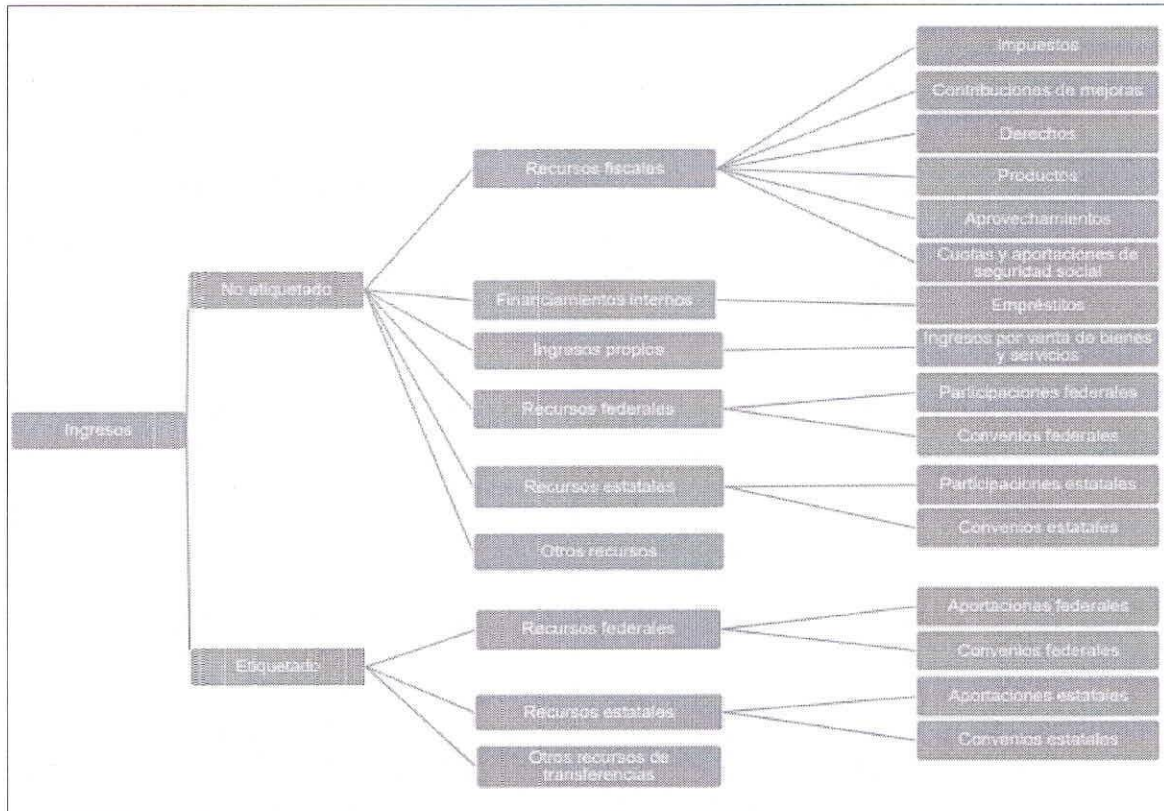 Ingresos
No etiquetado
Recursos fiscales
Impuestos
Contribuciones de mejoras
Derechos
Productos
Aprovechamientos
Cuotas y aportaciones de
seguridad social
Financiamientos internos
Empréstitos
Ingresos propios
Ingresos por venta de bienes
y servicios
Recursos federales
Participaciones federales
Convenios federales
Recursos estatales
Participaciones estatales
Convenios estatales
Otros recursos
Etiquetado
Recursos federales
Aportaciones federales
Convenios federales
Recursos estatales
Aportaciones estatales
Convenios estatales
Otros recursos de
transferencias